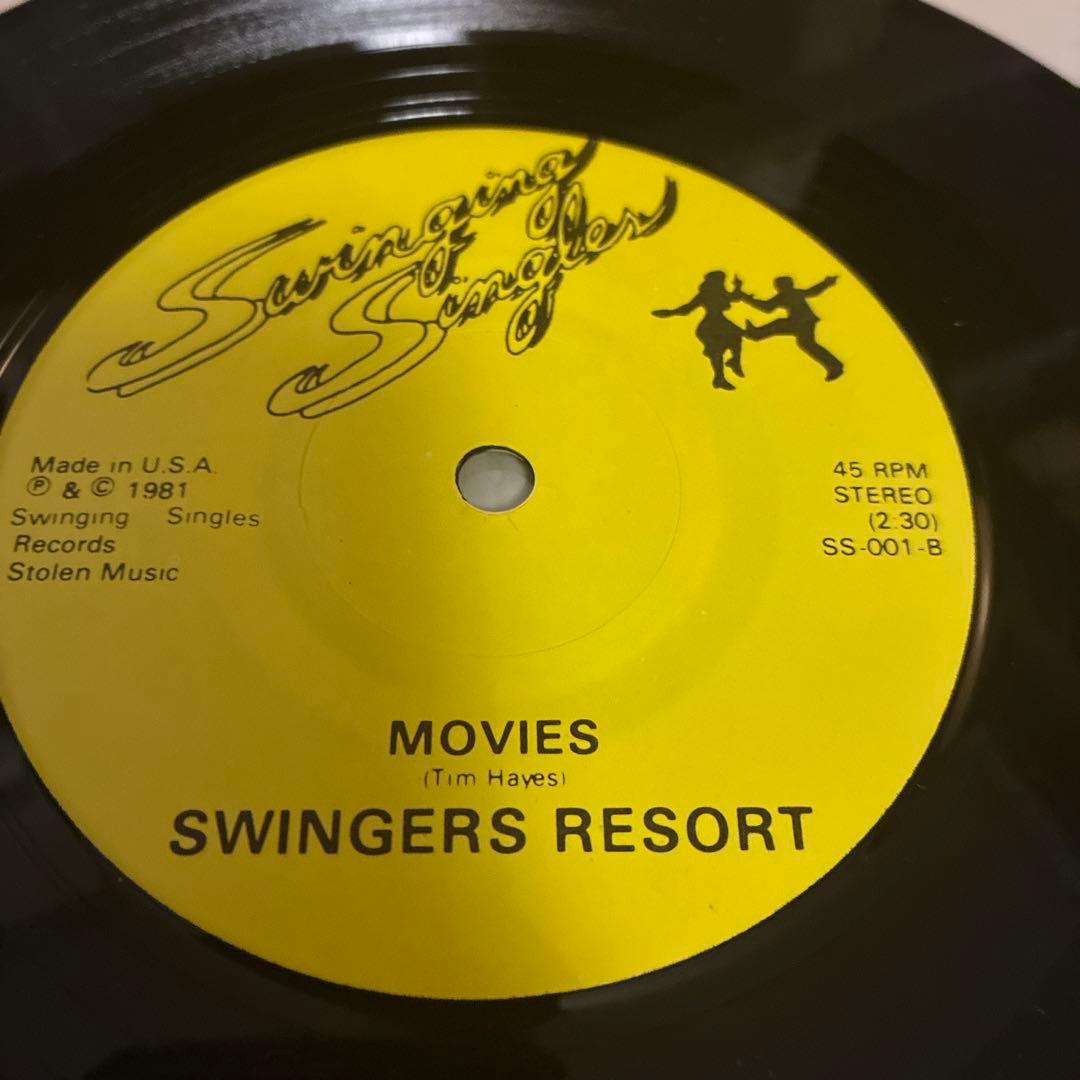 Swinging
Singles
Made in U.S.A.
Ⓟ & © 1981
Swinging Singles
Records
Stolen Music
45 RPM
STEREO
(2:30)
SS-001-B
MOVIES
(Tim Hayes)
SWINGERS RESORT